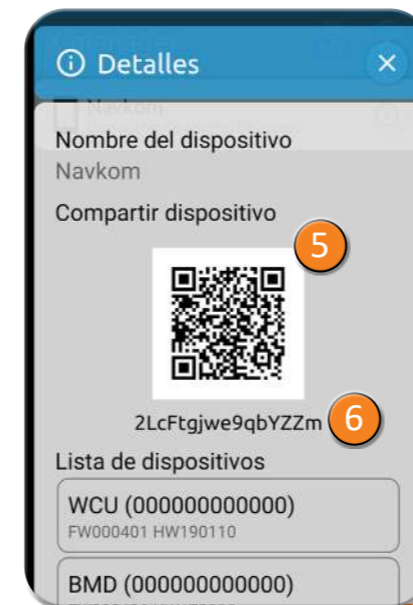 Detalles
Navkom
Nombre del dispositivo
Navkom
Compartir dispositivo
5
2LcFtgjwe9qbYZZm
6
Lista de dispositivos
WCU (000000000000)
FW000401 HW190110
BMD (000000000000)